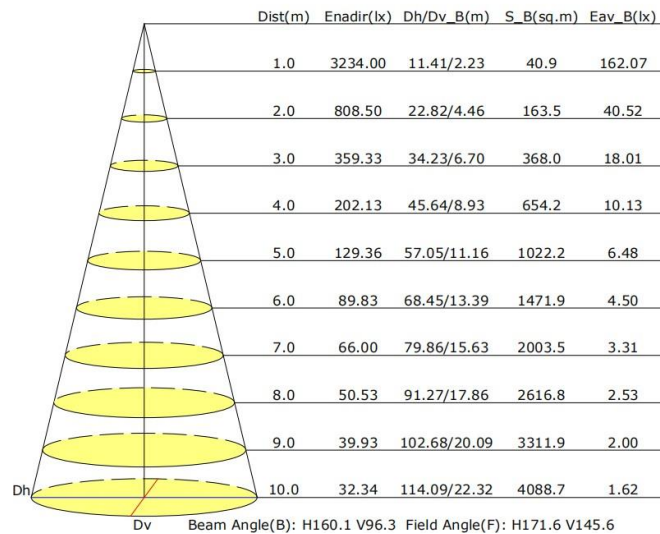 Dist(m) Enadir(lx) Dh/Dv_B(m) S_B(sq.m) Eav_B(lx)
1.0 3234.00 11.41/2.23 40.9 162.07
2.0 808.50 22.82/4.46 163.5 40.52
3.0 359.33 34.23/6.70 368.0 18.01
4.0 202.13 45.64/8.93 654.2 10.13
5.0 129.36 57.05/11.16 1022.2 6.48
6.0 89.83 68.45/13.39 1471.9 4.50
7.0 66.00 79.86/15.63 2003.5 3.31
8.0 50.53 91.27/17.86 2616.8 2.53
9.0 39.93 102.68/20.09 3311.9 2.00
Dh 10.0 32.34 114.09/22.32 4088.7 1.62
Dv Beam Angle(B): H160.1 V96.3 Field Angle(F): H171.6 V145.6